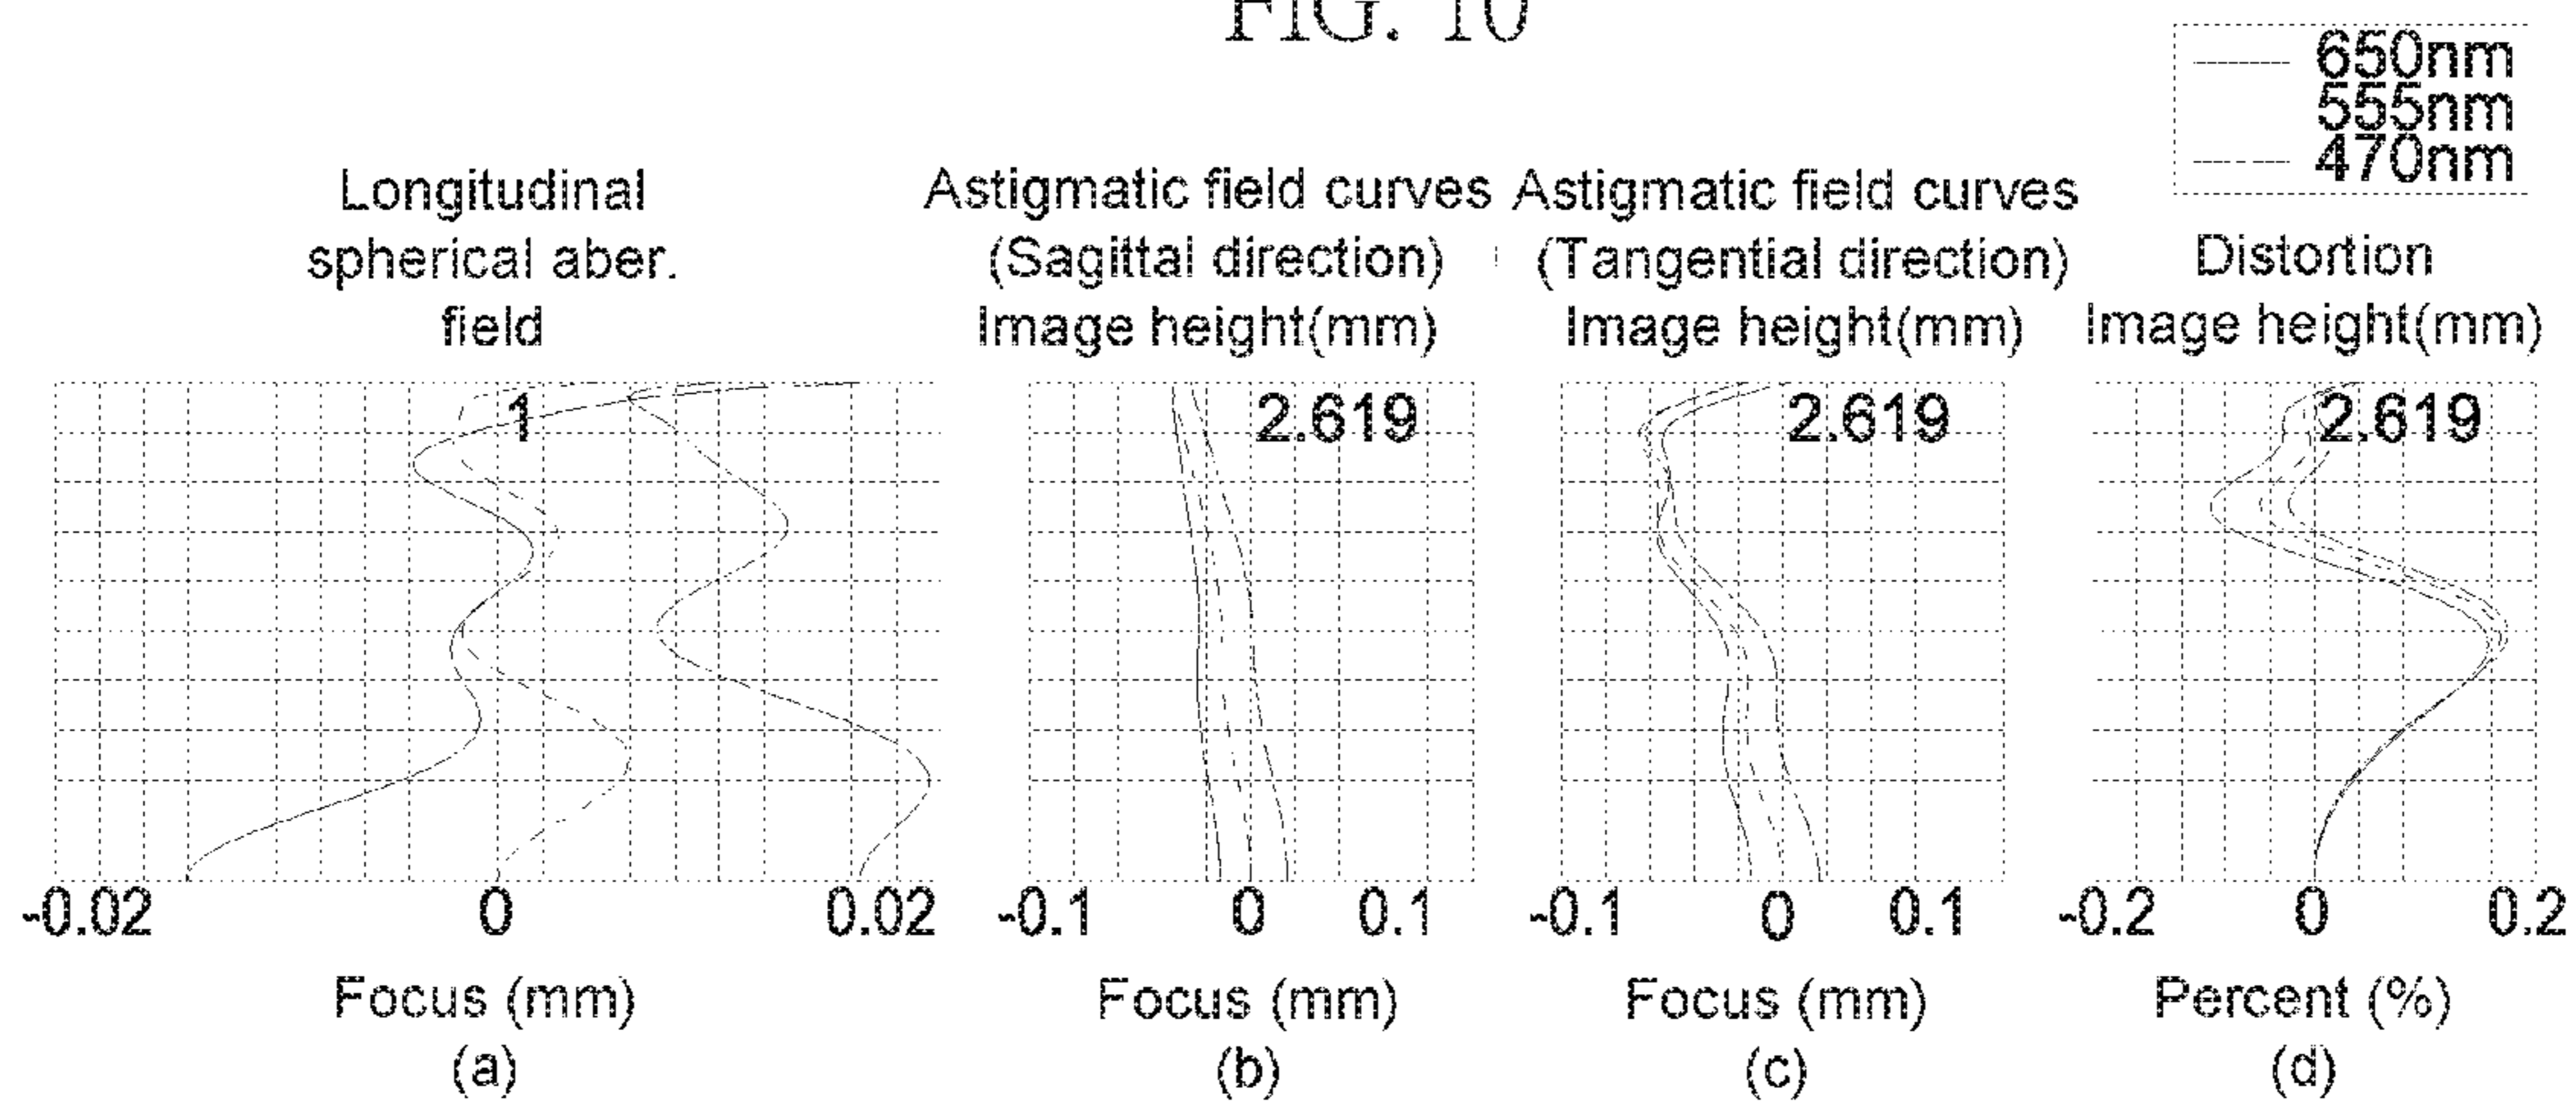 FIG. 10
650nm
555nm
470nm
Longitudinal
spherical aber.
field
Astigmatic field curves
(Sagittal direction)
Image height(mm)
Astigmatic field curves
(Tangential direction)
Image height(mm)
Distortion
Image height(mm)
1
2.619
2.619
2.619
-0.02 0 0.02
-0.1 0 0.1
-0.1 0 0.1
-0.2 0 0.2
Focus (mm)
Focus (mm)
Focus (mm)
Percent (%)
(a)
(b)
(c)
(d)